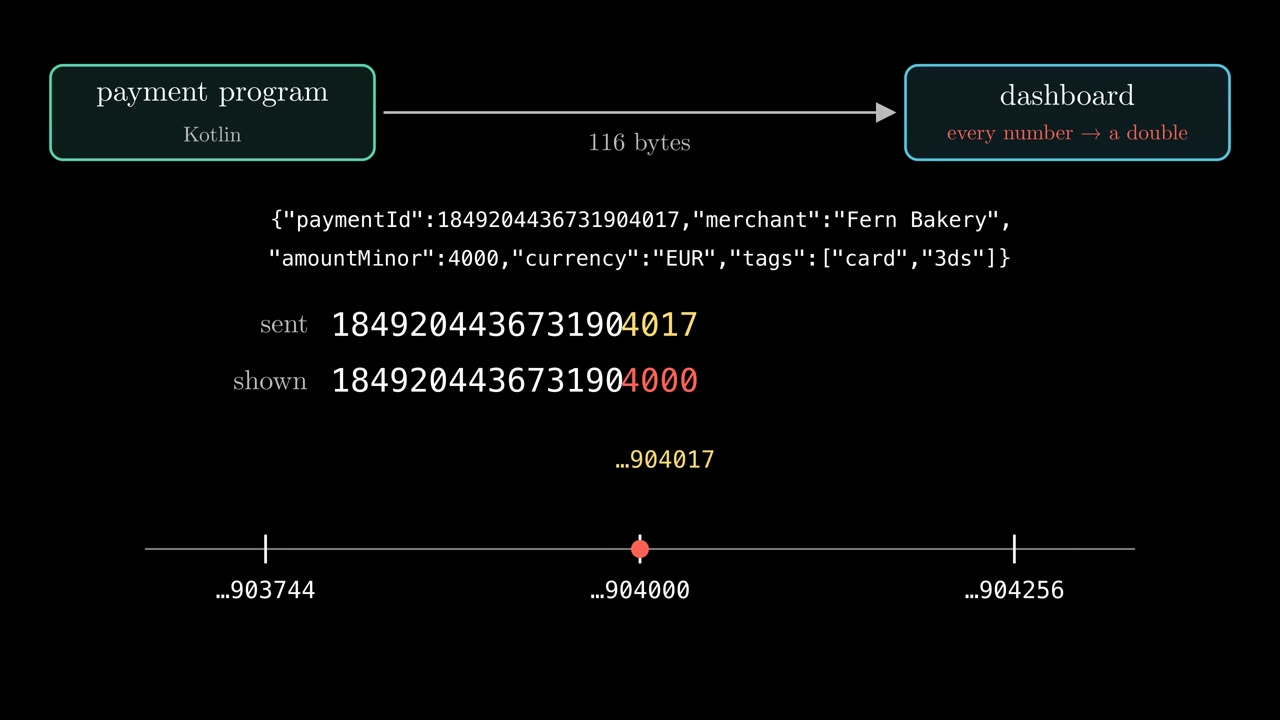 payment program
Kotlin
116 bytes
dashboard
every number → a double
{"paymentId":1849204436731904017,"merchant":"Fern Bakery",
"amountMinor":4000,"currency":"EUR","tags":["card","3ds"]}
sent 1849204436731904017
shown 1849204436731904000
…904017
…903744 …904000 …904256